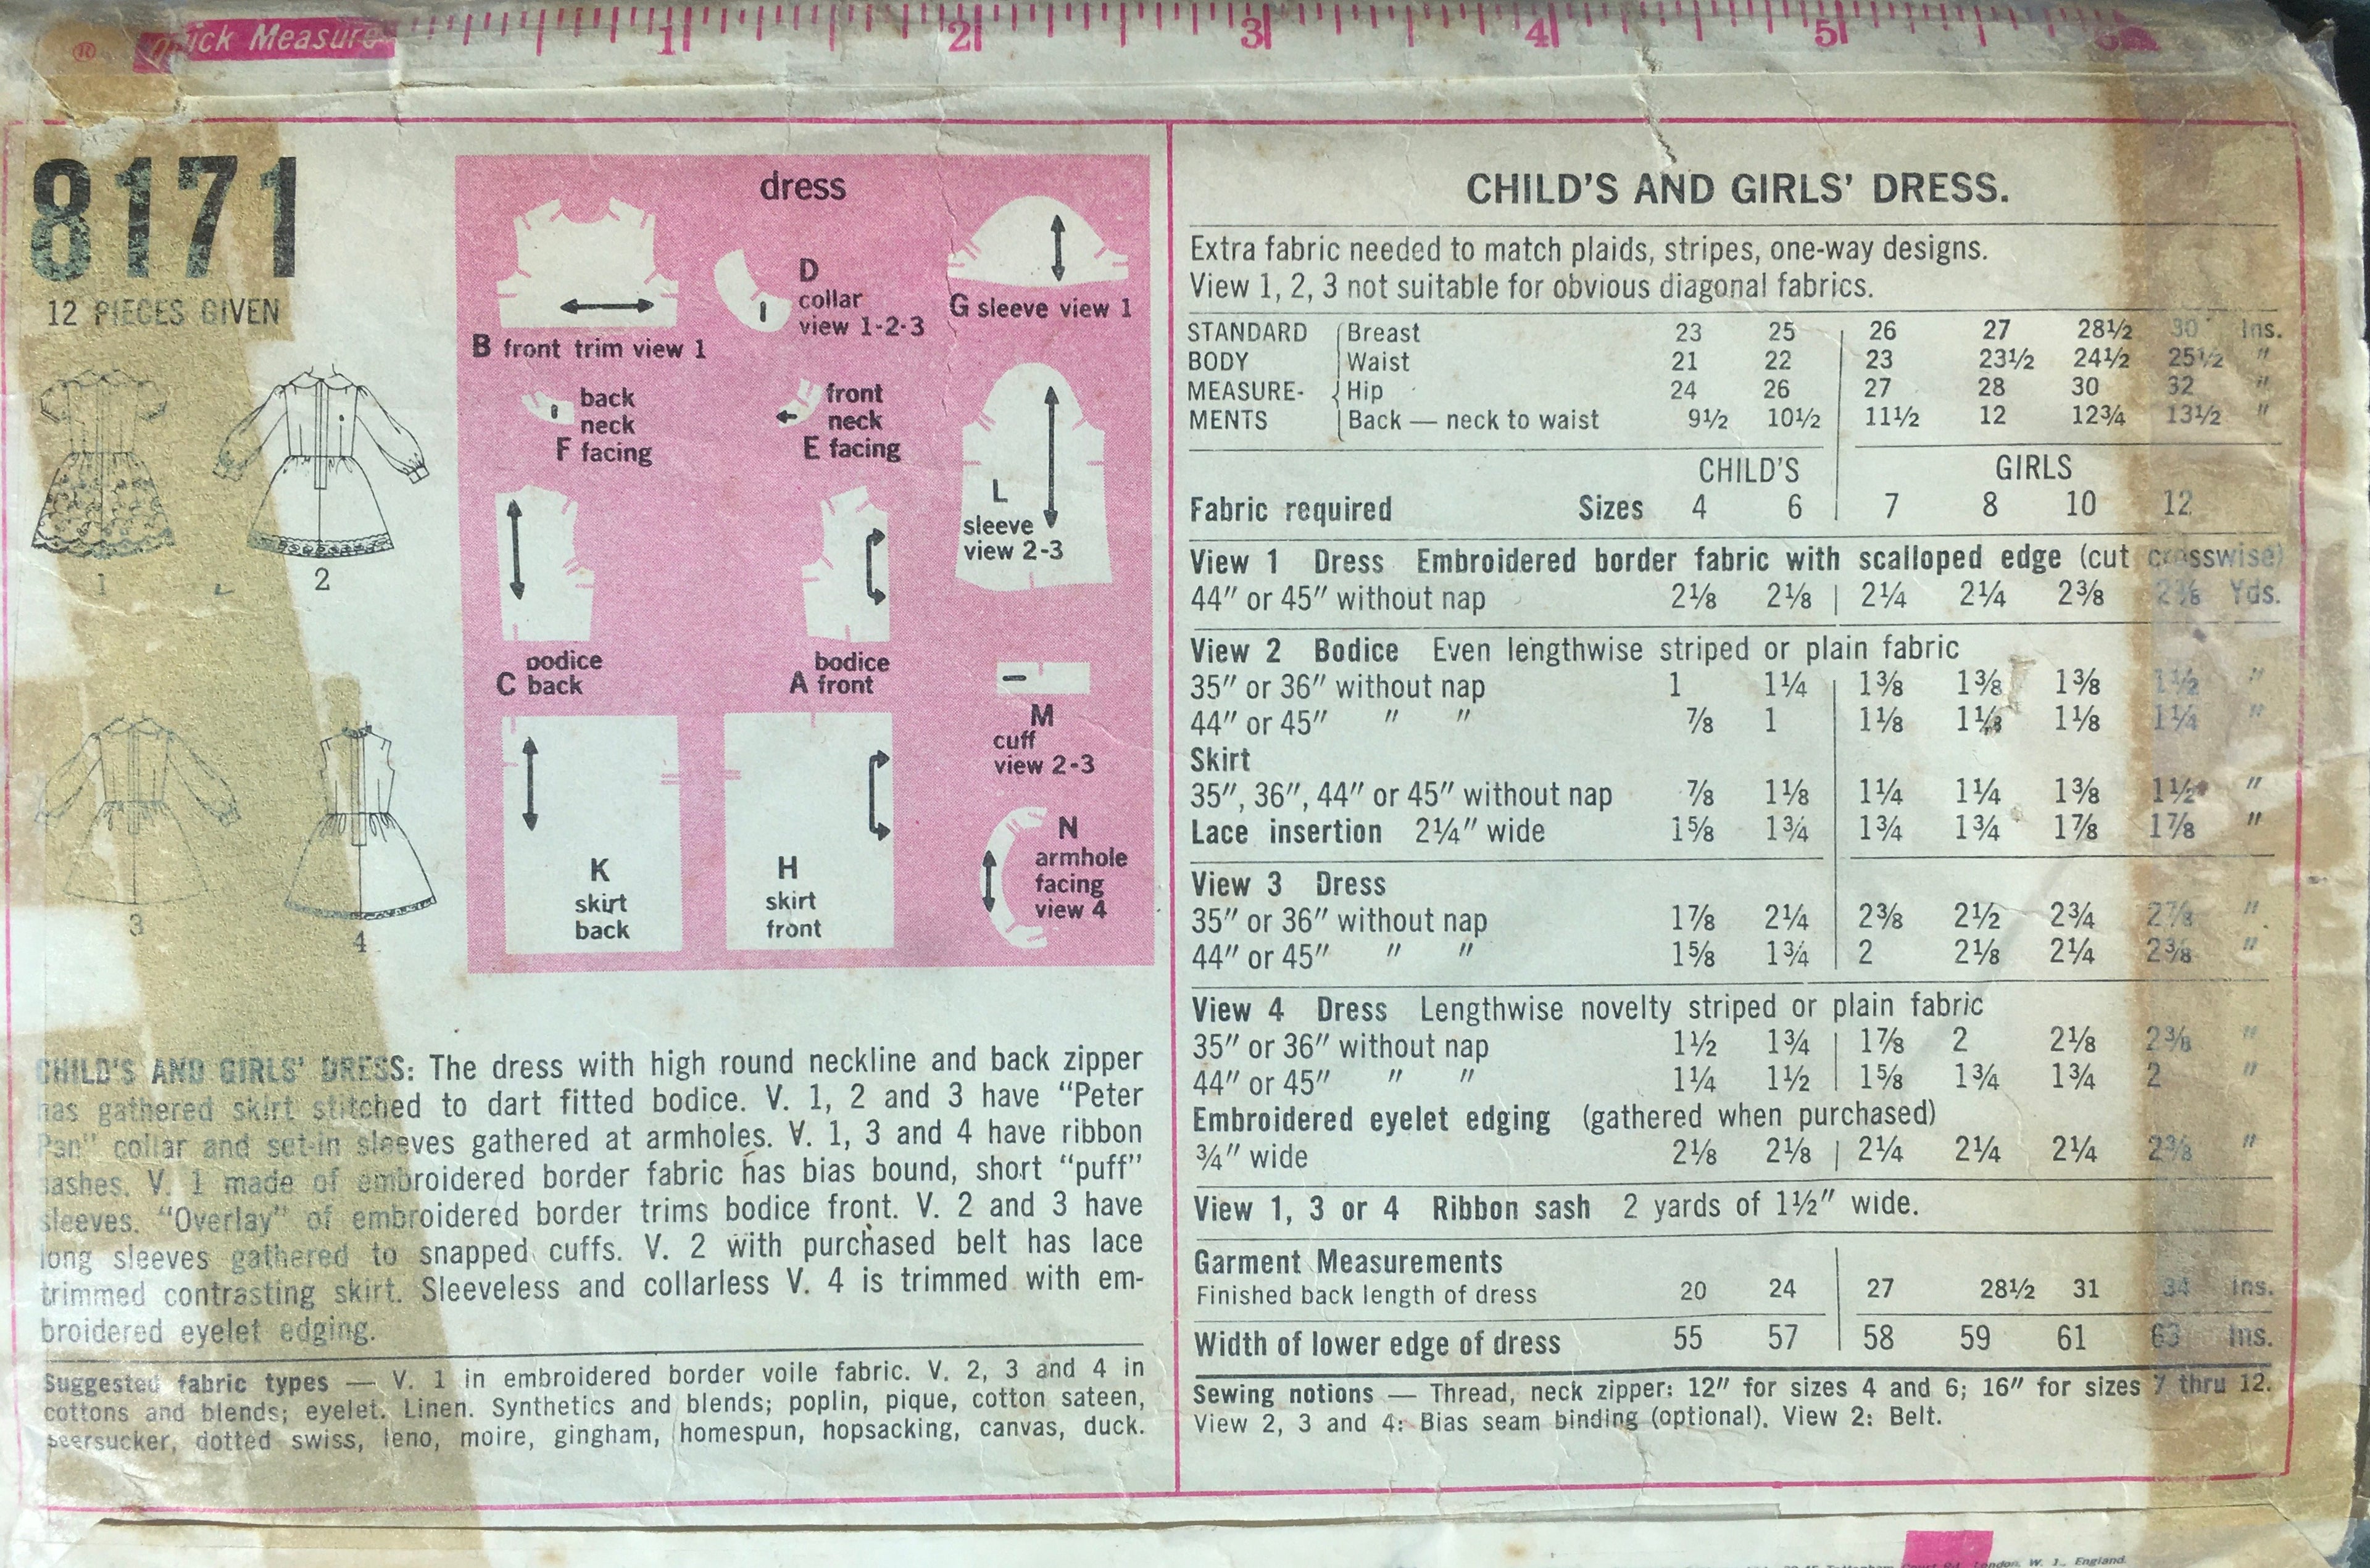 ® Quick Measure 1 2 3 4 5 6
8171
12 PIECES GIVEN
1
2
3
4
dress
B front trim view 1
D
collar
view 1-2-3
G sleeve view 1
back
neck
F facing
front
neck
E facing
L
sleeve
view 2-3
bodice
C back
bodice
A front
M
cuff
view 2-3
K
skirt
back
H
skirt
front
N
armhole
facing
view 4
CHILD'S AND GIRLS' DRESS: The dress with high round neckline and back zipper
has gathered skirt stitched to dart fitted bodice. V. 1, 2 and 3 have “Peter
Pan” collar and set-in sleeves gathered at armholes. V. 1, 3 and 4 have ribbon
sashes. V. 1 made of embroidered border fabric has bias bound, short “puff”
sleeves. “Overlay” of embroidered border trims bodice front. V. 2 and 3 have
long sleeves gathered to snapped cuffs. V. 2 with purchased belt has lace
trimmed contrasting skirt. Sleeveless and collarless V. 4 is trimmed with em-
broidered eyelet edging.
Suggested fabric types — V. 1 in embroidered border voile fabric. V. 2, 3 and 4 in
cottons and blends; eyelet. Linen. Synthetics and blends; poplin, pique, cotton sateen,
seersucker, dotted swiss, leno, moire, gingham, homespun, hopsacking, canvas, duck.
CHILD'S AND GIRLS' DRESS.
Extra fabric needed to match plaids, stripes, one-way designs.
View 1, 2, 3 not suitable for obvious diagonal fabrics.
STANDARD Breast 23 25 26 27 28½ 30 Ins.
BODY Waist 21 22 23 23½ 24½ 25½ "
MEASURE- Hip 24 26 27 28 30 32 "
MENTS Back — neck to waist 9½ 10½ 11½ 12 12¾ 13½ "
CHILD'S GIRLS
Fabric required Sizes 4 6 7 8 10 12
View 1 Dress Embroidered border fabric with scalloped edge (cut crosswise)
44" or 45" without nap 2⅛ 2⅛ 2¼ 2¼ 2⅜ 2⅜ Yds.
View 2 Bodice Even lengthwise striped or plain fabric
35" or 36" without nap 1 1¼ 1⅜ 1⅜ 1⅜ 1½ "
44" or 45" " " ⅞ 1 1⅛ 1⅛ 1⅛ 1¼ "
Skirt
35", 36", 44" or 45" without nap ⅞ 1⅛ 1¼ 1¼ 1⅜ 1½ "
Lace insertion 2¼" wide 1⅝ 1¾ 1¾ 1¾ 1⅞ 1⅞ "
View 3 Dress
35" or 36" without nap 1⅞ 2¼ 2⅜ 2½ 2¾ 2⅞ "
44" or 45" " " 1⅝ 1¾ 2 2⅛ 2¼ 2⅜ "
View 4 Dress Lengthwise novelty striped or plain fabric
35" or 36" without nap 1½ 1¾ 1⅞ 2 2⅛ 2⅜ "
44" or 45" " " 1¼ 1½ 1⅝ 1¾ 1¾ 2 "
Embroidered eyelet edging (gathered when purchased)
¾" wide 2⅛ 2⅛ 2¼ 2¼ 2¼ 2⅜ "
View 1, 3 or 4 Ribbon sash 2 yards of 1½" wide.
Garment Measurements
Finished back length of dress 20 24 27 28½ 31 34 Ins.
Width of lower edge of dress 55 57 58 59 61 63 Ins.
Sewing notions — Thread, neck zipper: 12" for sizes 4 and 6; 16" for sizes 7 thru 12.
View 2, 3 and 4: Bias seam binding (optional). View 2: Belt.
London, W. 1., England.